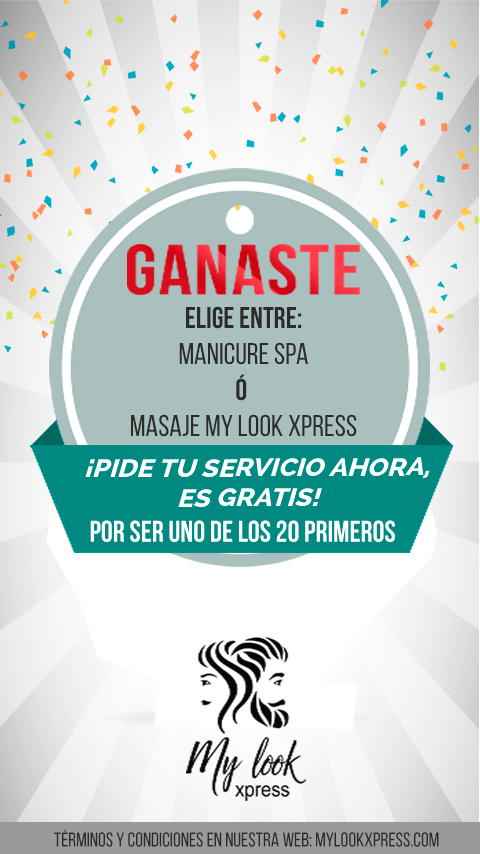 GANASTE
ELIGE ENTRE:
MANICURE SPA
Ó
MASAJE MY LOOK XPRESS
¡PIDE TU SERVICIO AHORA,
ES GRATIS!
POR SER UNO DE LOS 20 PRIMEROS
My look
xpress
TÉRMINOS Y CONDICIONES EN NUESTRA WEB: MYLOOKXPRESS.COM